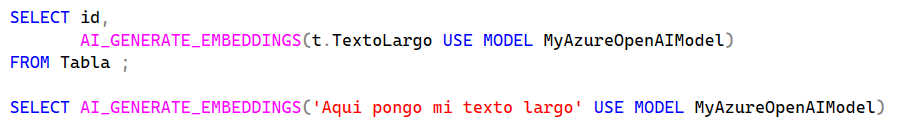 SELECT id,
AI_GENERATE_EMBEDDINGS(t.TextoLargo USE MODEL MyAzureOpenAIModel)
FROM Tabla ;
SELECT AI_GENERATE_EMBEDDINGS('Aqui pongo mi texto largo' USE MODEL MyAzureOpenAIModel)